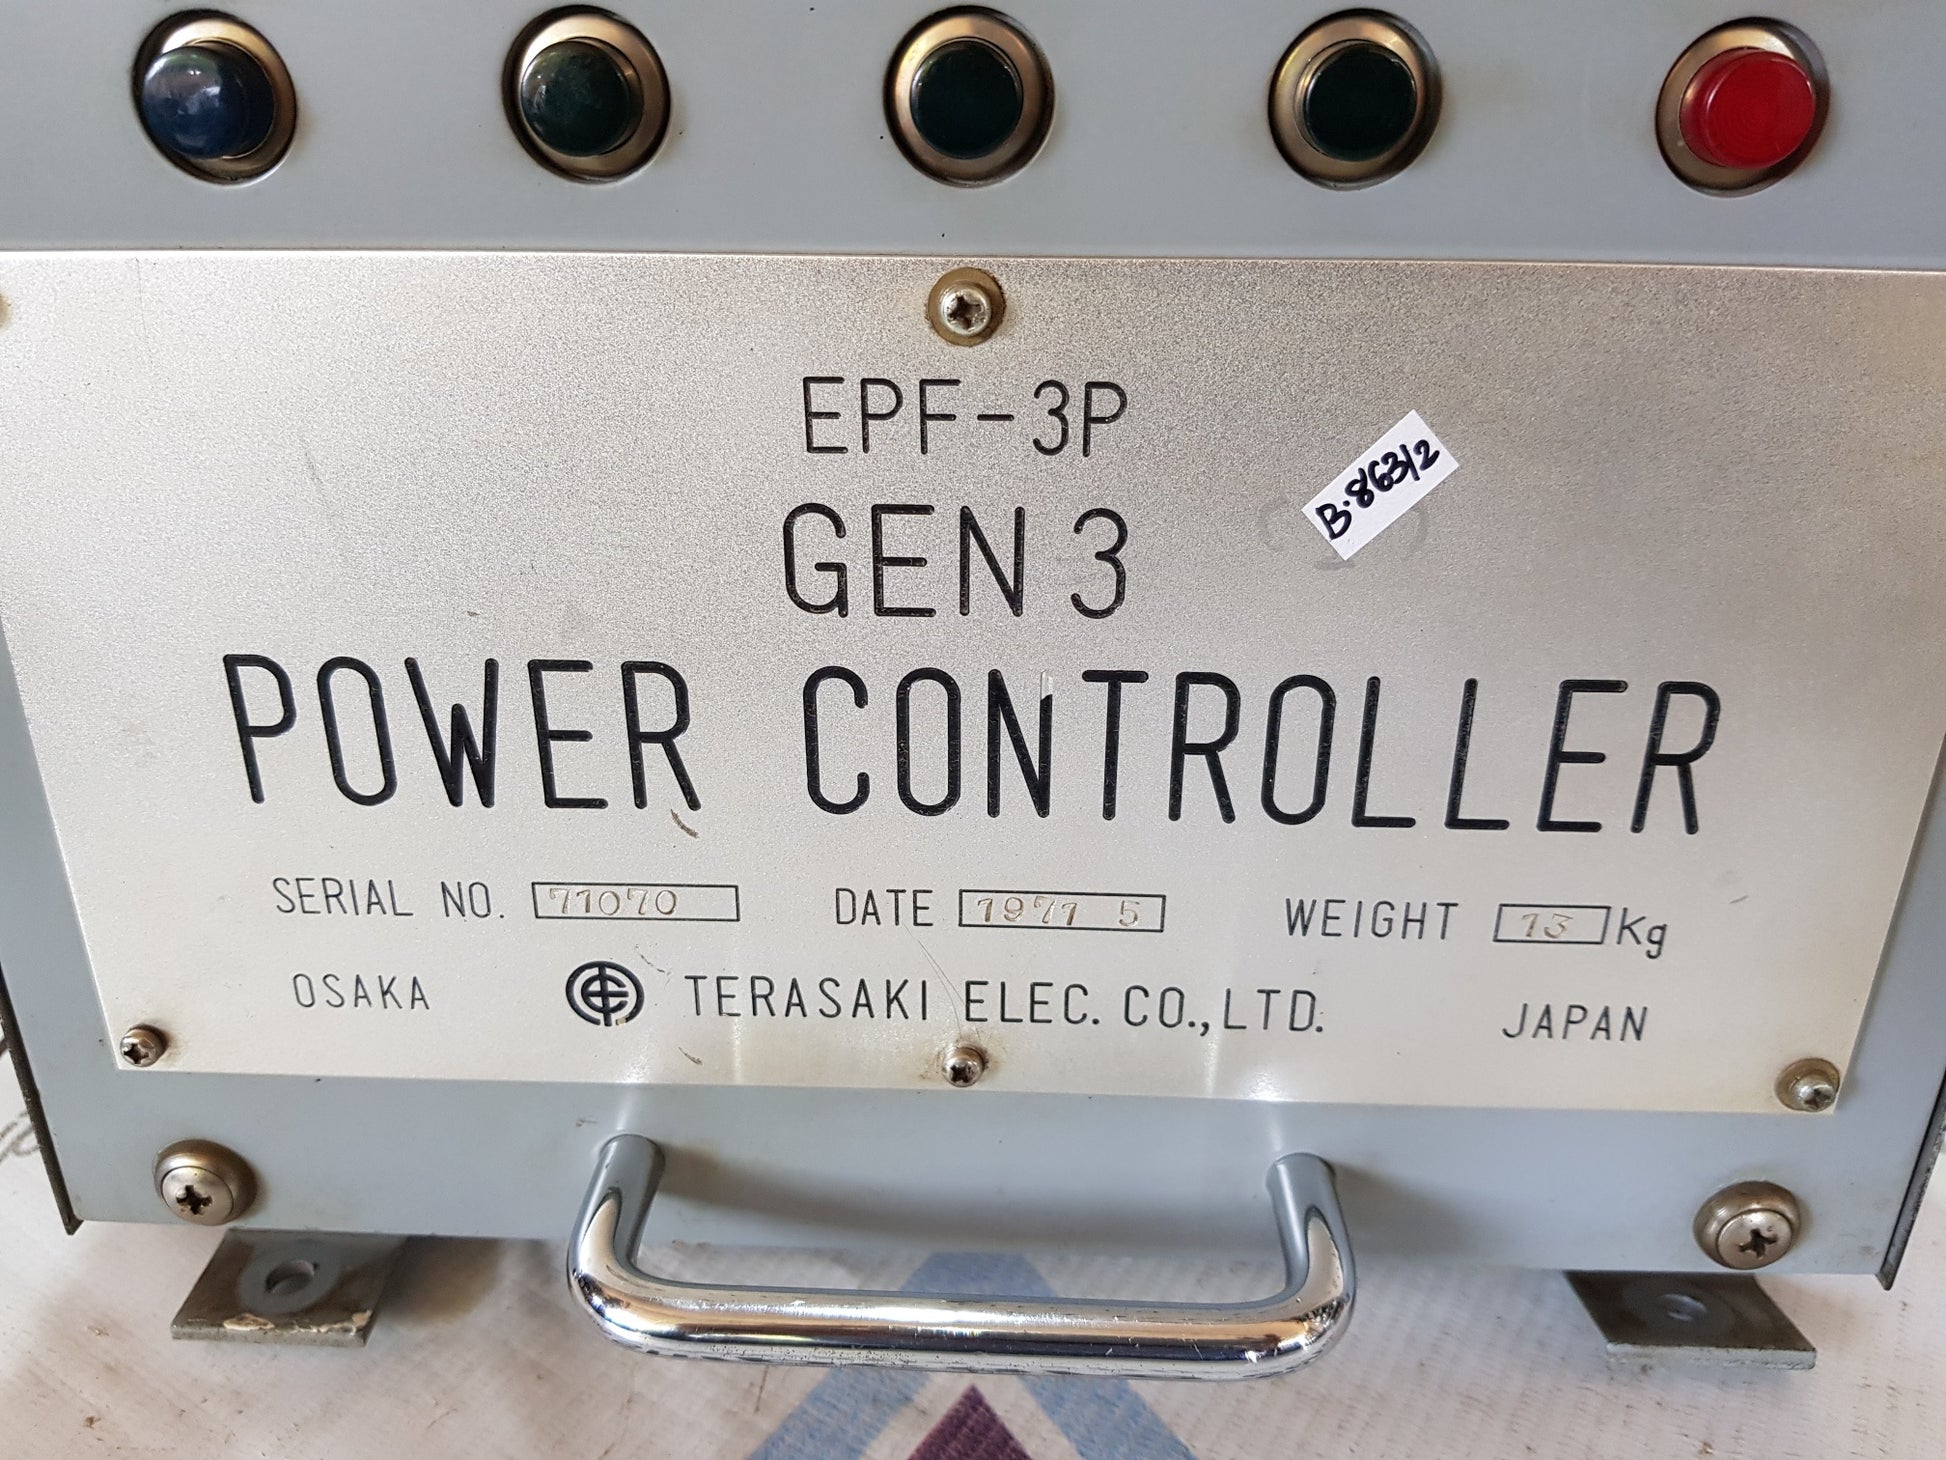 EPF-3P
B.863/2
GEN 3
POWER CONTROLLER
SERIAL NO. 71070 DATE 1971 5 WEIGHT 13 Kg
OSAKA TERASAKI ELEC. CO., LTD. JAPAN